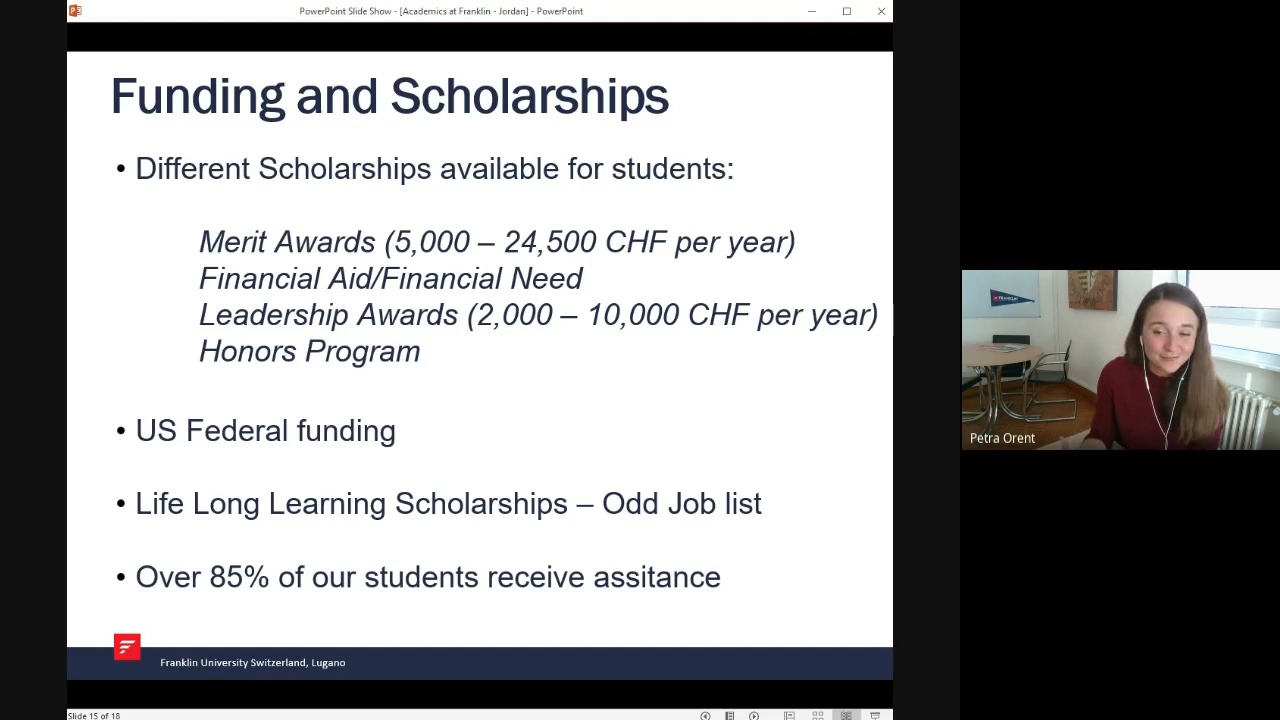 PowerPoint Slide Show - [Academics at Franklin - Jordan] - PowerPoint
Funding and Scholarships
• Different Scholarships available for students:
Merit Awards (5,000 – 24,500 CHF per year)
Financial Aid/Financial Need
Leadership Awards (2,000 – 10,000 CHF per year)
Honors Program
• US Federal funding
• Life Long Learning Scholarships – Odd Job list
• Over 85% of our students receive assitance
Franklin University Switzerland, Lugano
Slide 15 of 18
FRANKLIN
Petra Orent